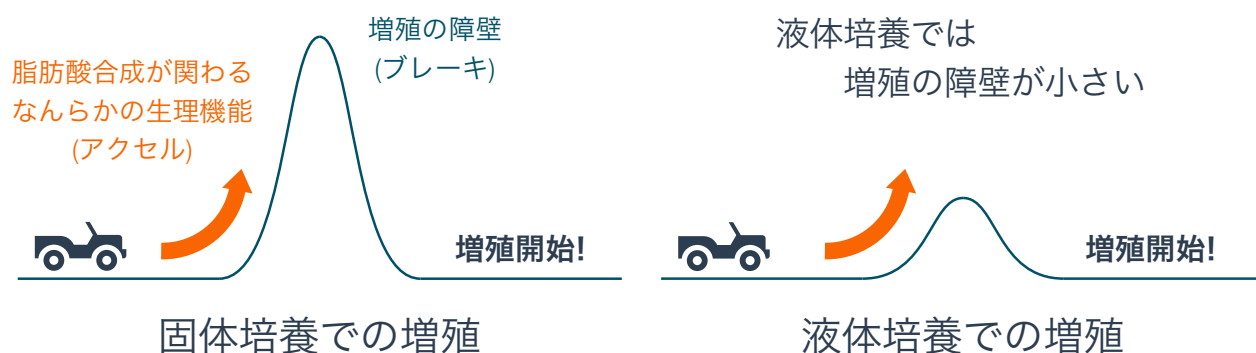 脂肪酸合成が関わる
なんらかの生理機能
(アクセル)
増殖の障壁
(ブレーキ)
増殖開始!
固体培養での増殖
液体培養では
増殖の障壁が小さい
増殖開始!
液体培養での増殖